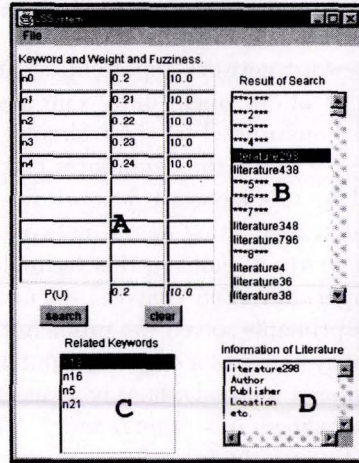 File
Keyword and Weight and Fuzziness.
n0 0.2 10.0
n1 0.21 10.0
n2 0.22 10.0
n3 0.23 10.0
n4 0.24 10.0
A
P(U) 0.2 10.0
search clear
Result of Search
***1***
***2***
***3***
***4***
literature298
literature438
***5***
***6***
***7***
B
literature348
literature796
***8***
literature4
literature36
literature38
Related Keywords
n16
n5
n21
C
Information of Literature
literature298
Author
Publisher
Location
etc.
D